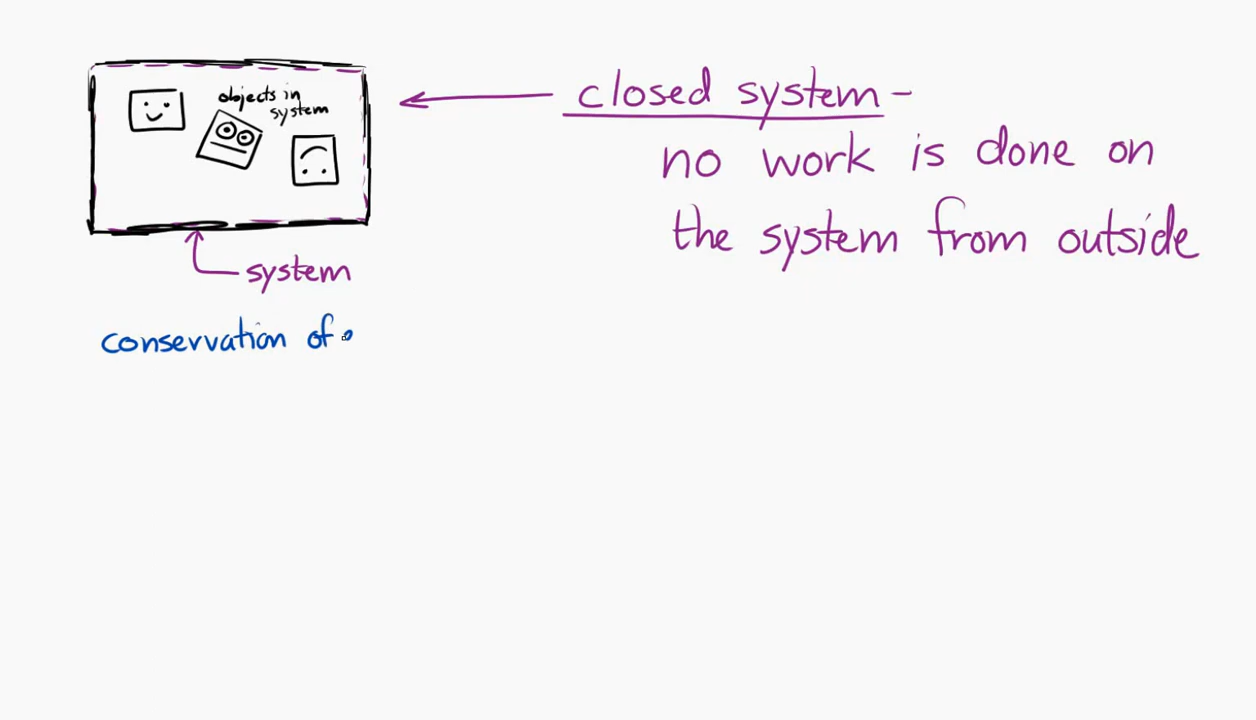 objects in
system
closed system -
no work is done on
the system from outside
system
conservation of